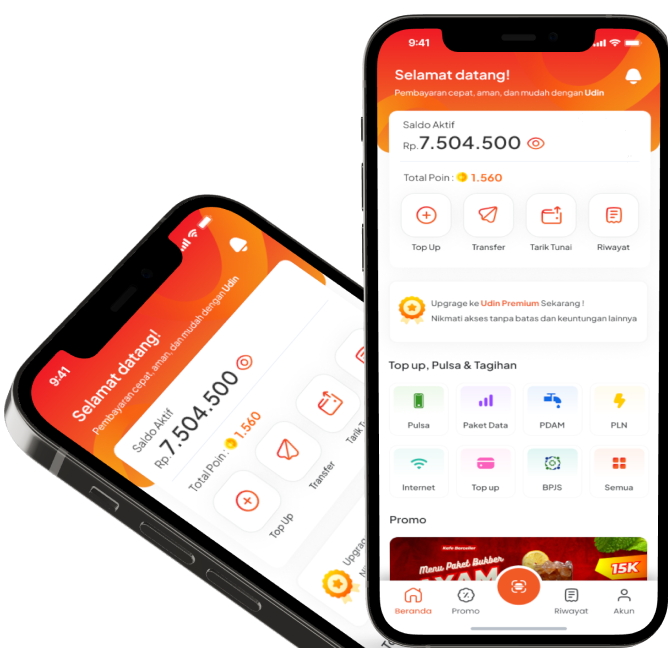 9:41
Selamat datang!
Pembayaran cepat, aman, dan mudah dengan Udin
Saldo Aktif
Rp.7.504.500
Total Poin : 1.560
Top Up
Transfer
Tarik Tunai
Riwayat
Upgrage ke Udin Premium Sekarang !
Nikmati akses tanpa batas dan keuntungan lainnya
Top up, Pulsa & Tagihan
Pulsa
Paket Data
PDAM
PLN
Internet
Top up
BPJS
Semua
Promo
Kafe Borcelle
Menu Paket Bukber
AYAM
15K
Beranda
Promo
Riwayat
Akun
9:41
Selamat datang!
Pembayaran cepat, aman, dan mudah dengan Udin
Saldo Aktif
Rp.7.504.500
Total Poin : 1.560
Top Up
Transfer
Tarik T
Upgrag